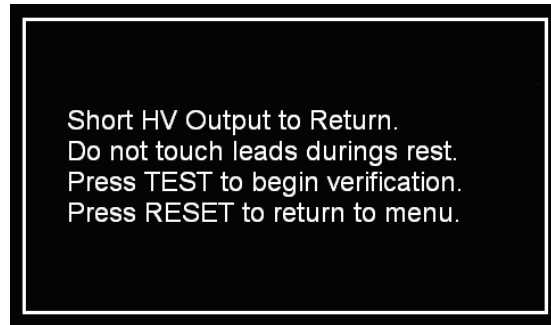 Short HV Output to Return.
Do not touch leads durings rest.
Press TEST to begin verification.
Press RESET to return to menu.